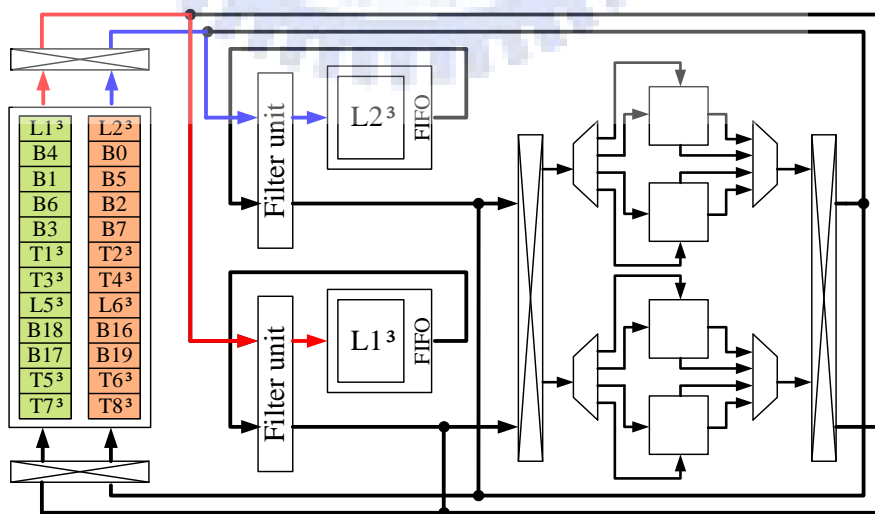 L1³ L2³
B4 B0
B1 B5
B6 B2
B3 B7
T1³ T2³
T3³ T4³
L5³ L6³
B18 B16
B17 B19
T5³ T6³
T7³ T8³
Filter unit
L2³
FIFO
Filter unit
L1³
FIFO